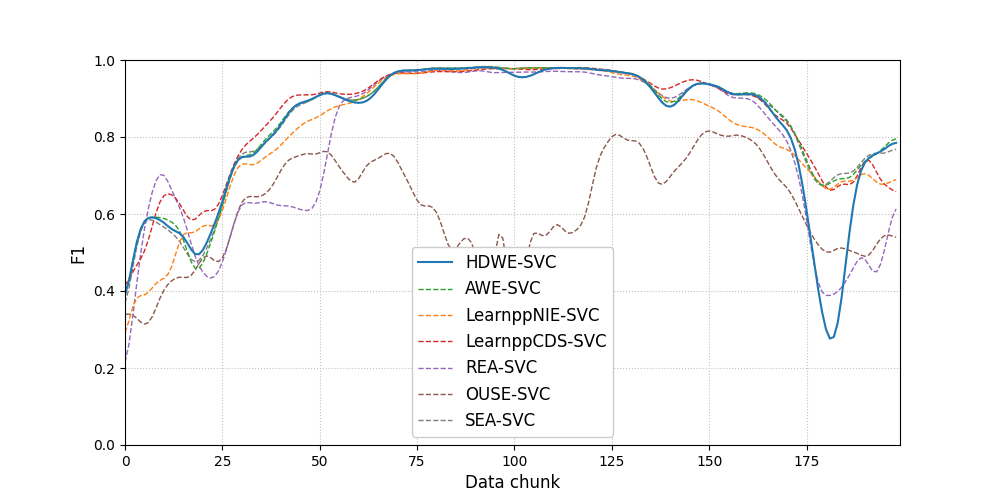 1.0
0.8
0.6
0.4
0.2
0.0
F1
HDWE-SVC
AWE-SVC
LearnppNIE-SVC
LearnppCDS-SVC
REA-SVC
OUSE-SVC
SEA-SVC
0 25 50 75 100 125 150 175
Data chunk